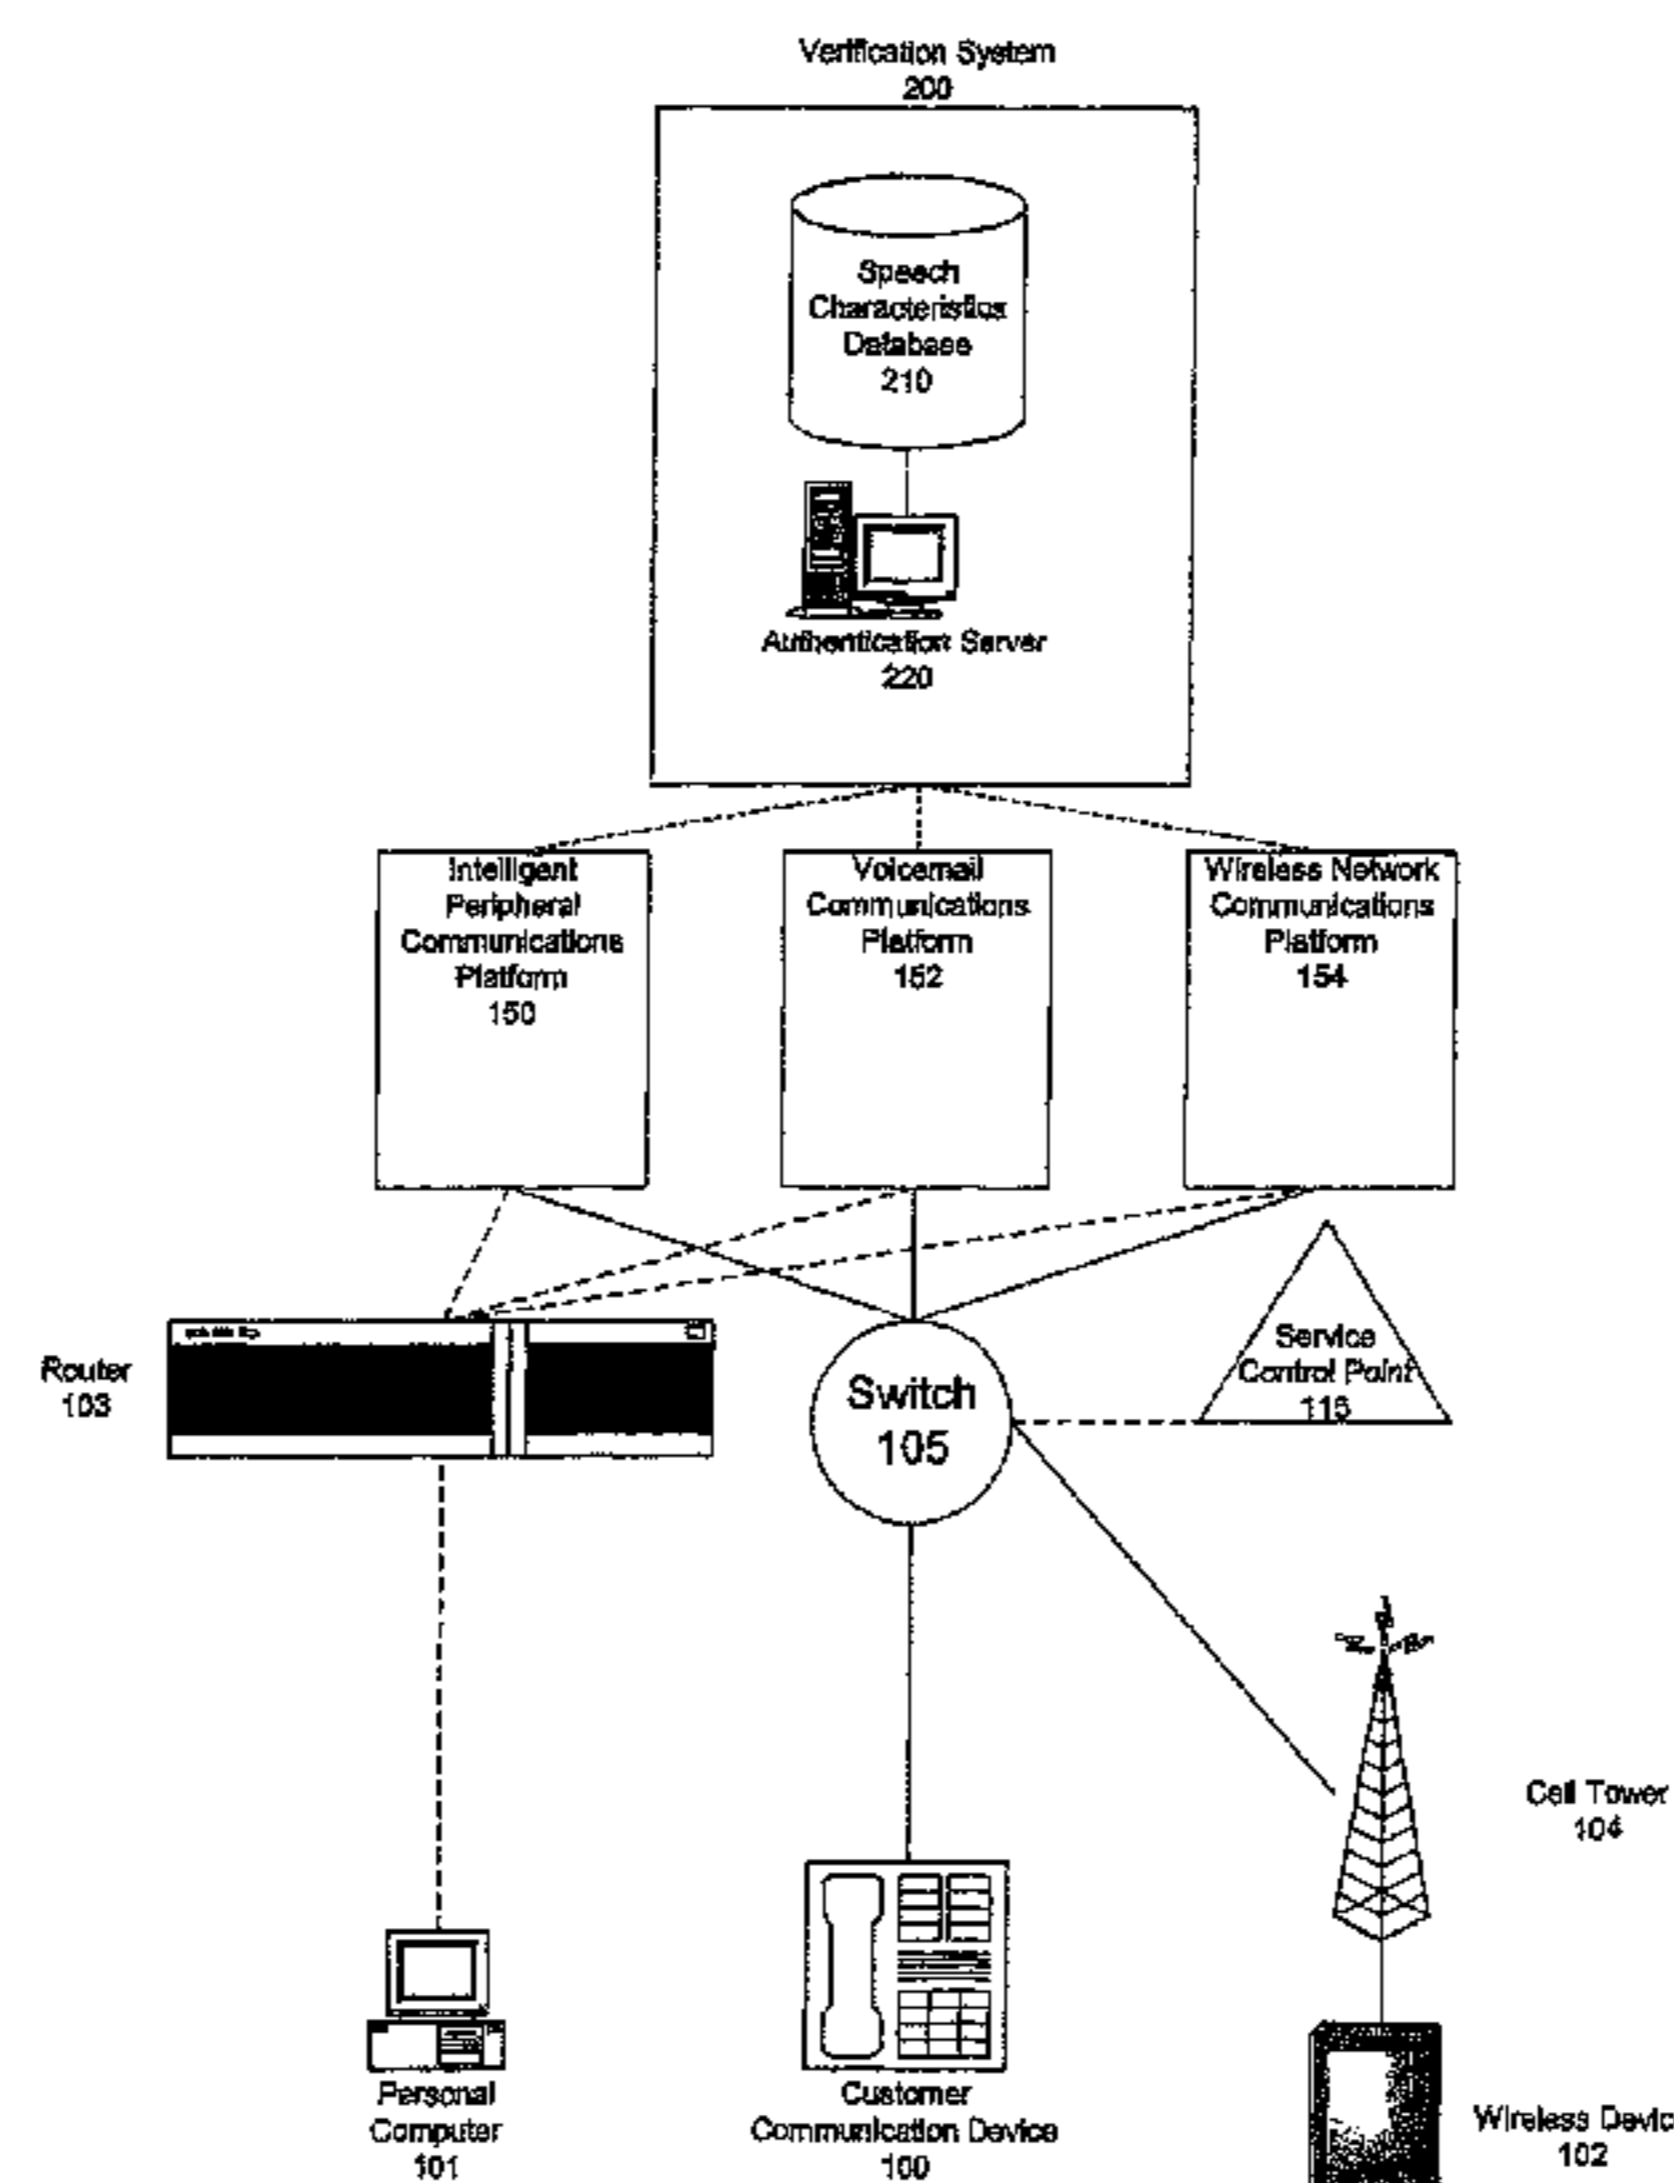 Verification System
200
Speech
Characteristics
Database
210
Authentication Server
220
Intelligent
Peripheral
Communications
Platform
150
Voicemail
Communications
Platform
152
Wireless Network
Communications
Platform
154
Router
103
Switch
105
Service
Control Point
115
Cell Tower
104
Personal
Computer
101
Customer
Communication Device
100
Wireless Devic
102